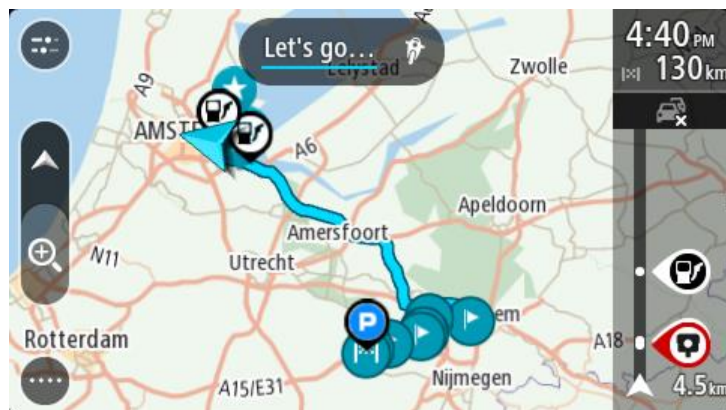 Let's go...
4:40 PM
130 km
Lelystad
Zwolle
A9
AMST
A6
Apeldoorn
Amersfoort
N11
Utrecht
P
em
Rotterdam
A18
Nijmegen
A15/E31
4.5 km